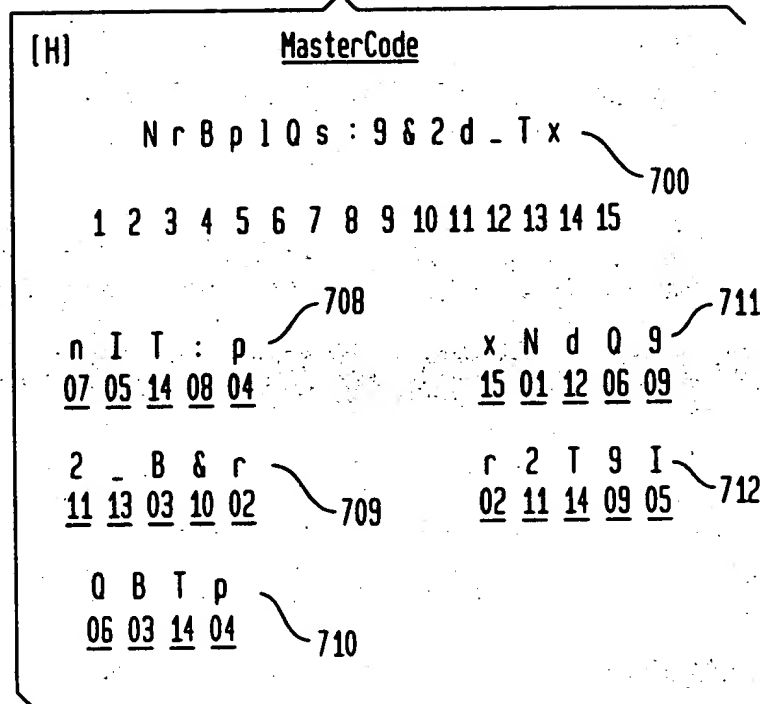 [H] MasterCode
N r B p l Q s : 9 & 2 d _ T x
700
1 2 3 4 5 6 7 8 9 10 11 12 13 14 15
708
711
n I T : p
x N d Q 9
07 05 14 08 04
15 01 12 06 09
2 _ B & r
r 2 T 9 I
11 13 03 10 02
709
02 11 14 09 05
712
Q B T p
06 03 14 04
710